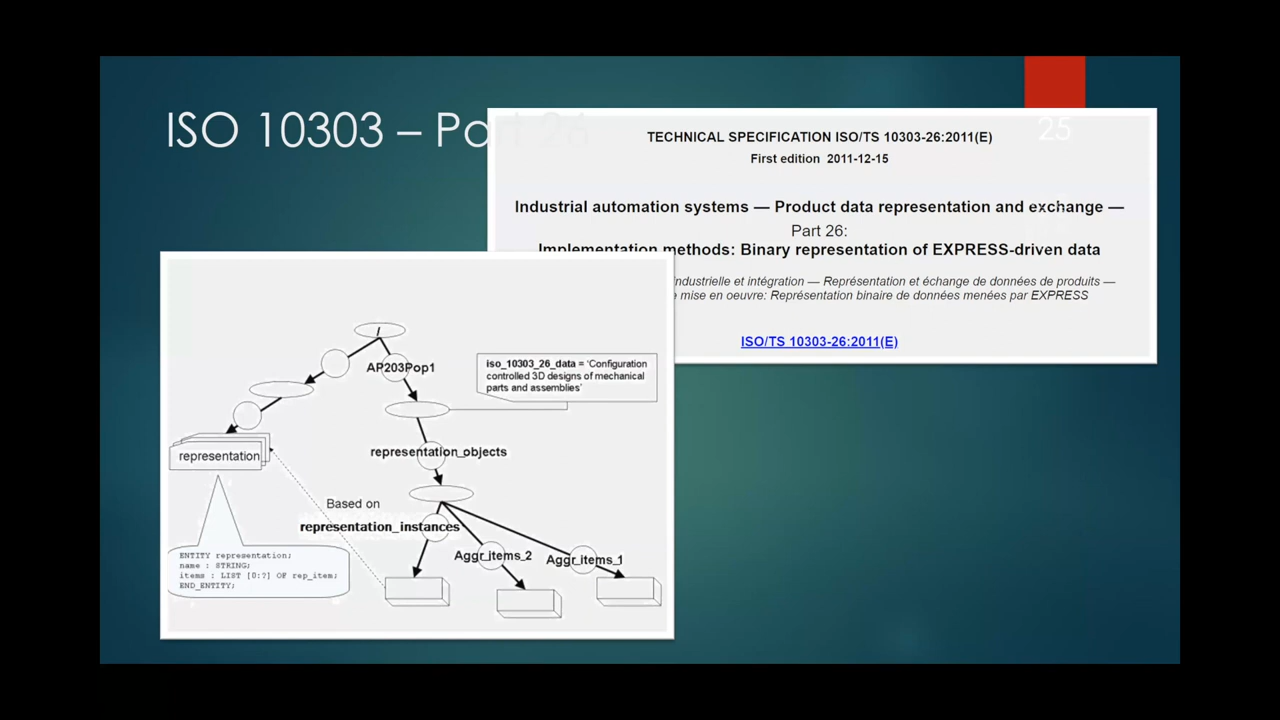 ISO 10303 – Part 26
25
TECHNICAL SPECIFICATION ISO/TS 10303-26:2011(E)
First edition 2011-12-15
Industrial automation systems — Product data representation and exchange —
Part 26:
Implementation methods: Binary representation of EXPRESS-driven data
industrielle et intégration — Représentation et échange de données de produits —
mise en oeuvre: Représentation binaire de données menées par EXPRESS
ISO/TS 10303-26:2011(E)
/
AP203Pop1
iso_10303_26_data = 'Configuration
controlled 3D designs of mechanical
parts and assemblies'
representation_objects
representation
Based on
representation_instances
Aggr_items_2
Aggr_items_1
ENTITY representation;
name : STRING;
items : LIST [0:?] OF rep_item;
END_ENTITY;